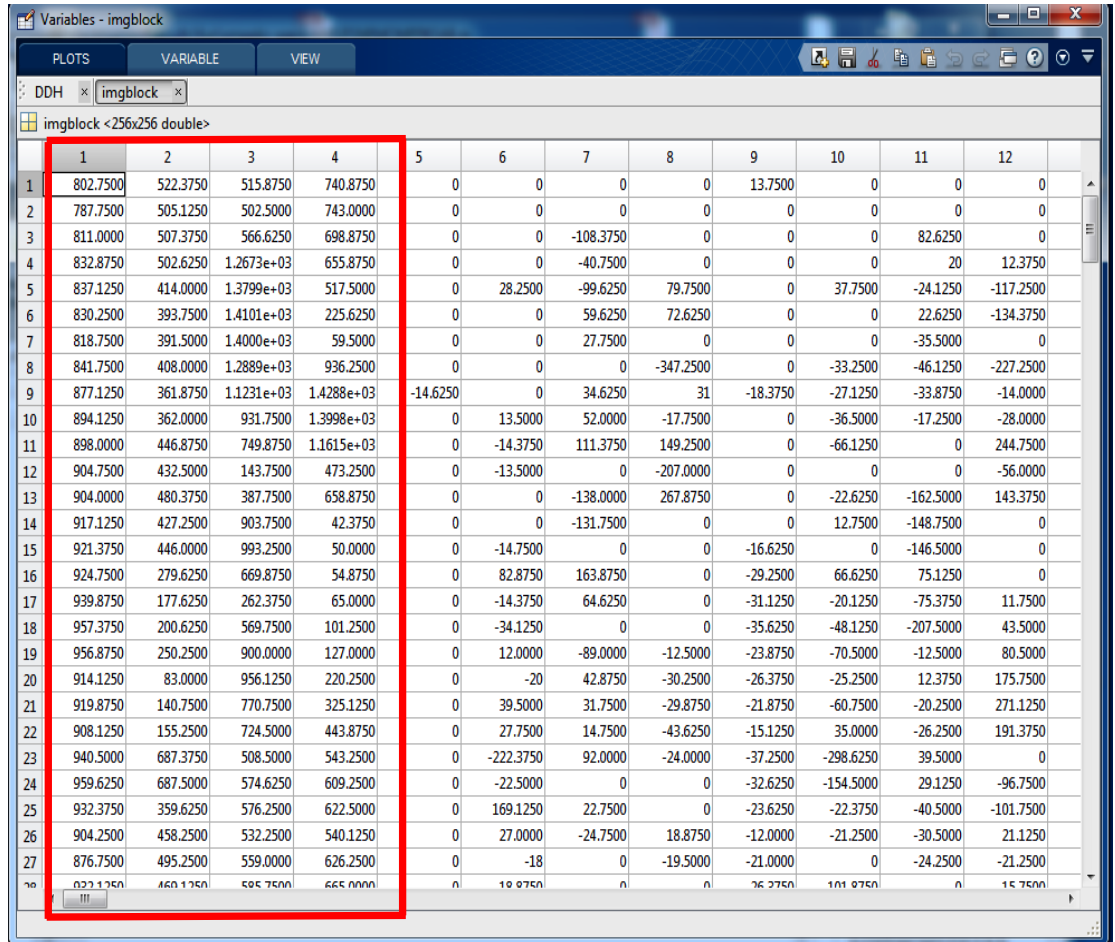 Variables - imgblock
PLOTS VARIABLE VIEW
DDH imgblock
imgblock <256x256 double>
1 2 3 4 5 6 7 8 9 10 11 12
1 802.7500 522.3750 515.8750 740.8750 0 0 0 0 13.7500 0 0 0
2 787.7500 505.1250 502.5000 743.0000 0 0 0 0 0 0 0 0
3 811.0000 507.3750 566.6250 698.8750 0 0 -108.3750 0 0 0 82.6250 0
4 832.8750 502.6250 1.2673e+03 655.8750 0 0 -40.7500 0 0 0 20 12.3750
5 837.1250 414.0000 1.3799e+03 517.5000 0 28.2500 -99.6250 79.7500 0 37.7500 -24.1250 -117.2500
6 830.2500 393.7500 1.4101e+03 225.6250 0 0 59.6250 72.6250 0 0 22.6250 -134.3750
7 818.7500 391.5000 1.4000e+03 59.5000 0 0 27.7500 0 0 0 -35.5000 0
8 841.7500 408.0000 1.2889e+03 936.2500 0 0 0 -347.2500 0 -33.2500 -46.1250 -227.2500
9 877.1250 361.8750 1.1231e+03 1.4288e+03 -14.6250 0 34.6250 31 -18.3750 -27.1250 -33.8750 -14.0000
10 894.1250 362.0000 931.7500 1.3998e+03 0 13.5000 52.0000 -17.7500 0 -36.5000 -17.2500 -28.0000
11 898.0000 446.8750 749.8750 1.1615e+03 0 -14.3750 111.3750 149.2500 0 -66.1250 0 244.7500
12 904.7500 432.5000 143.7500 473.2500 0 -13.5000 0 -207.0000 0 0 0 -56.0000
13 904.0000 480.3750 387.7500 658.8750 0 0 -138.0000 267.8750 0 -22.6250 -162.5000 143.3750
14 917.1250 427.2500 903.7500 42.3750 0 0 -131.7500 0 0 12.7500 -148.7500 0
15 921.3750 446.0000 993.2500 50.0000 0 -14.7500 0 0 -16.6250 0 -146.5000 0
16 924.7500 279.6250 669.8750 54.8750 0 82.8750 163.8750 0 -29.2500 66.6250 75.1250 0
17 939.8750 177.6250 262.3750 65.0000 0 -14.3750 64.6250 0 -31.1250 -20.1250 -75.3750 11.7500
18 957.3750 200.6250 569.7500 101.2500 0 -34.1250 0 0 -35.6250 -48.1250 -207.5000 43.5000
19 956.8750 250.2500 900.0000 127.0000 0 12.0000 -89.0000 -12.5000 -23.8750 -70.5000 -12.5000 80.5000
20 914.1250 83.0000 956.1250 220.2500 0 -20 42.8750 -30.2500 -26.3750 -25.2500 12.3750 175.7500
21 919.8750 140.7500 770.7500 325.1250 0 39.5000 31.7500 -29.8750 -21.8750 -60.7500 -20.2500 271.1250
22 908.1250 155.2500 724.5000 443.8750 0 27.7500 14.7500 -43.6250 -15.1250 35.0000 -26.2500 191.3750
23 940.5000 687.3750 508.5000 543.2500 0 -222.3750 92.0000 -24.0000 -37.2500 -298.6250 39.5000 0
24 959.6250 687.5000 574.6250 609.2500 0 -22.5000 0 0 -32.6250 -154.5000 29.1250 -96.7500
25 932.3750 359.6250 576.2500 622.5000 0 169.1250 22.7500 0 -23.6250 -22.3750 -40.5000 -101.7500
26 904.2500 458.2500 532.2500 540.1250 0 27.0000 -24.7500 18.8750 -12.0000 -21.2500 -30.5000 21.1250
27 876.7500 495.2500 559.0000 626.2500 0 -18 0 -19.5000 -21.0000 0 -24.2500 -21.2500